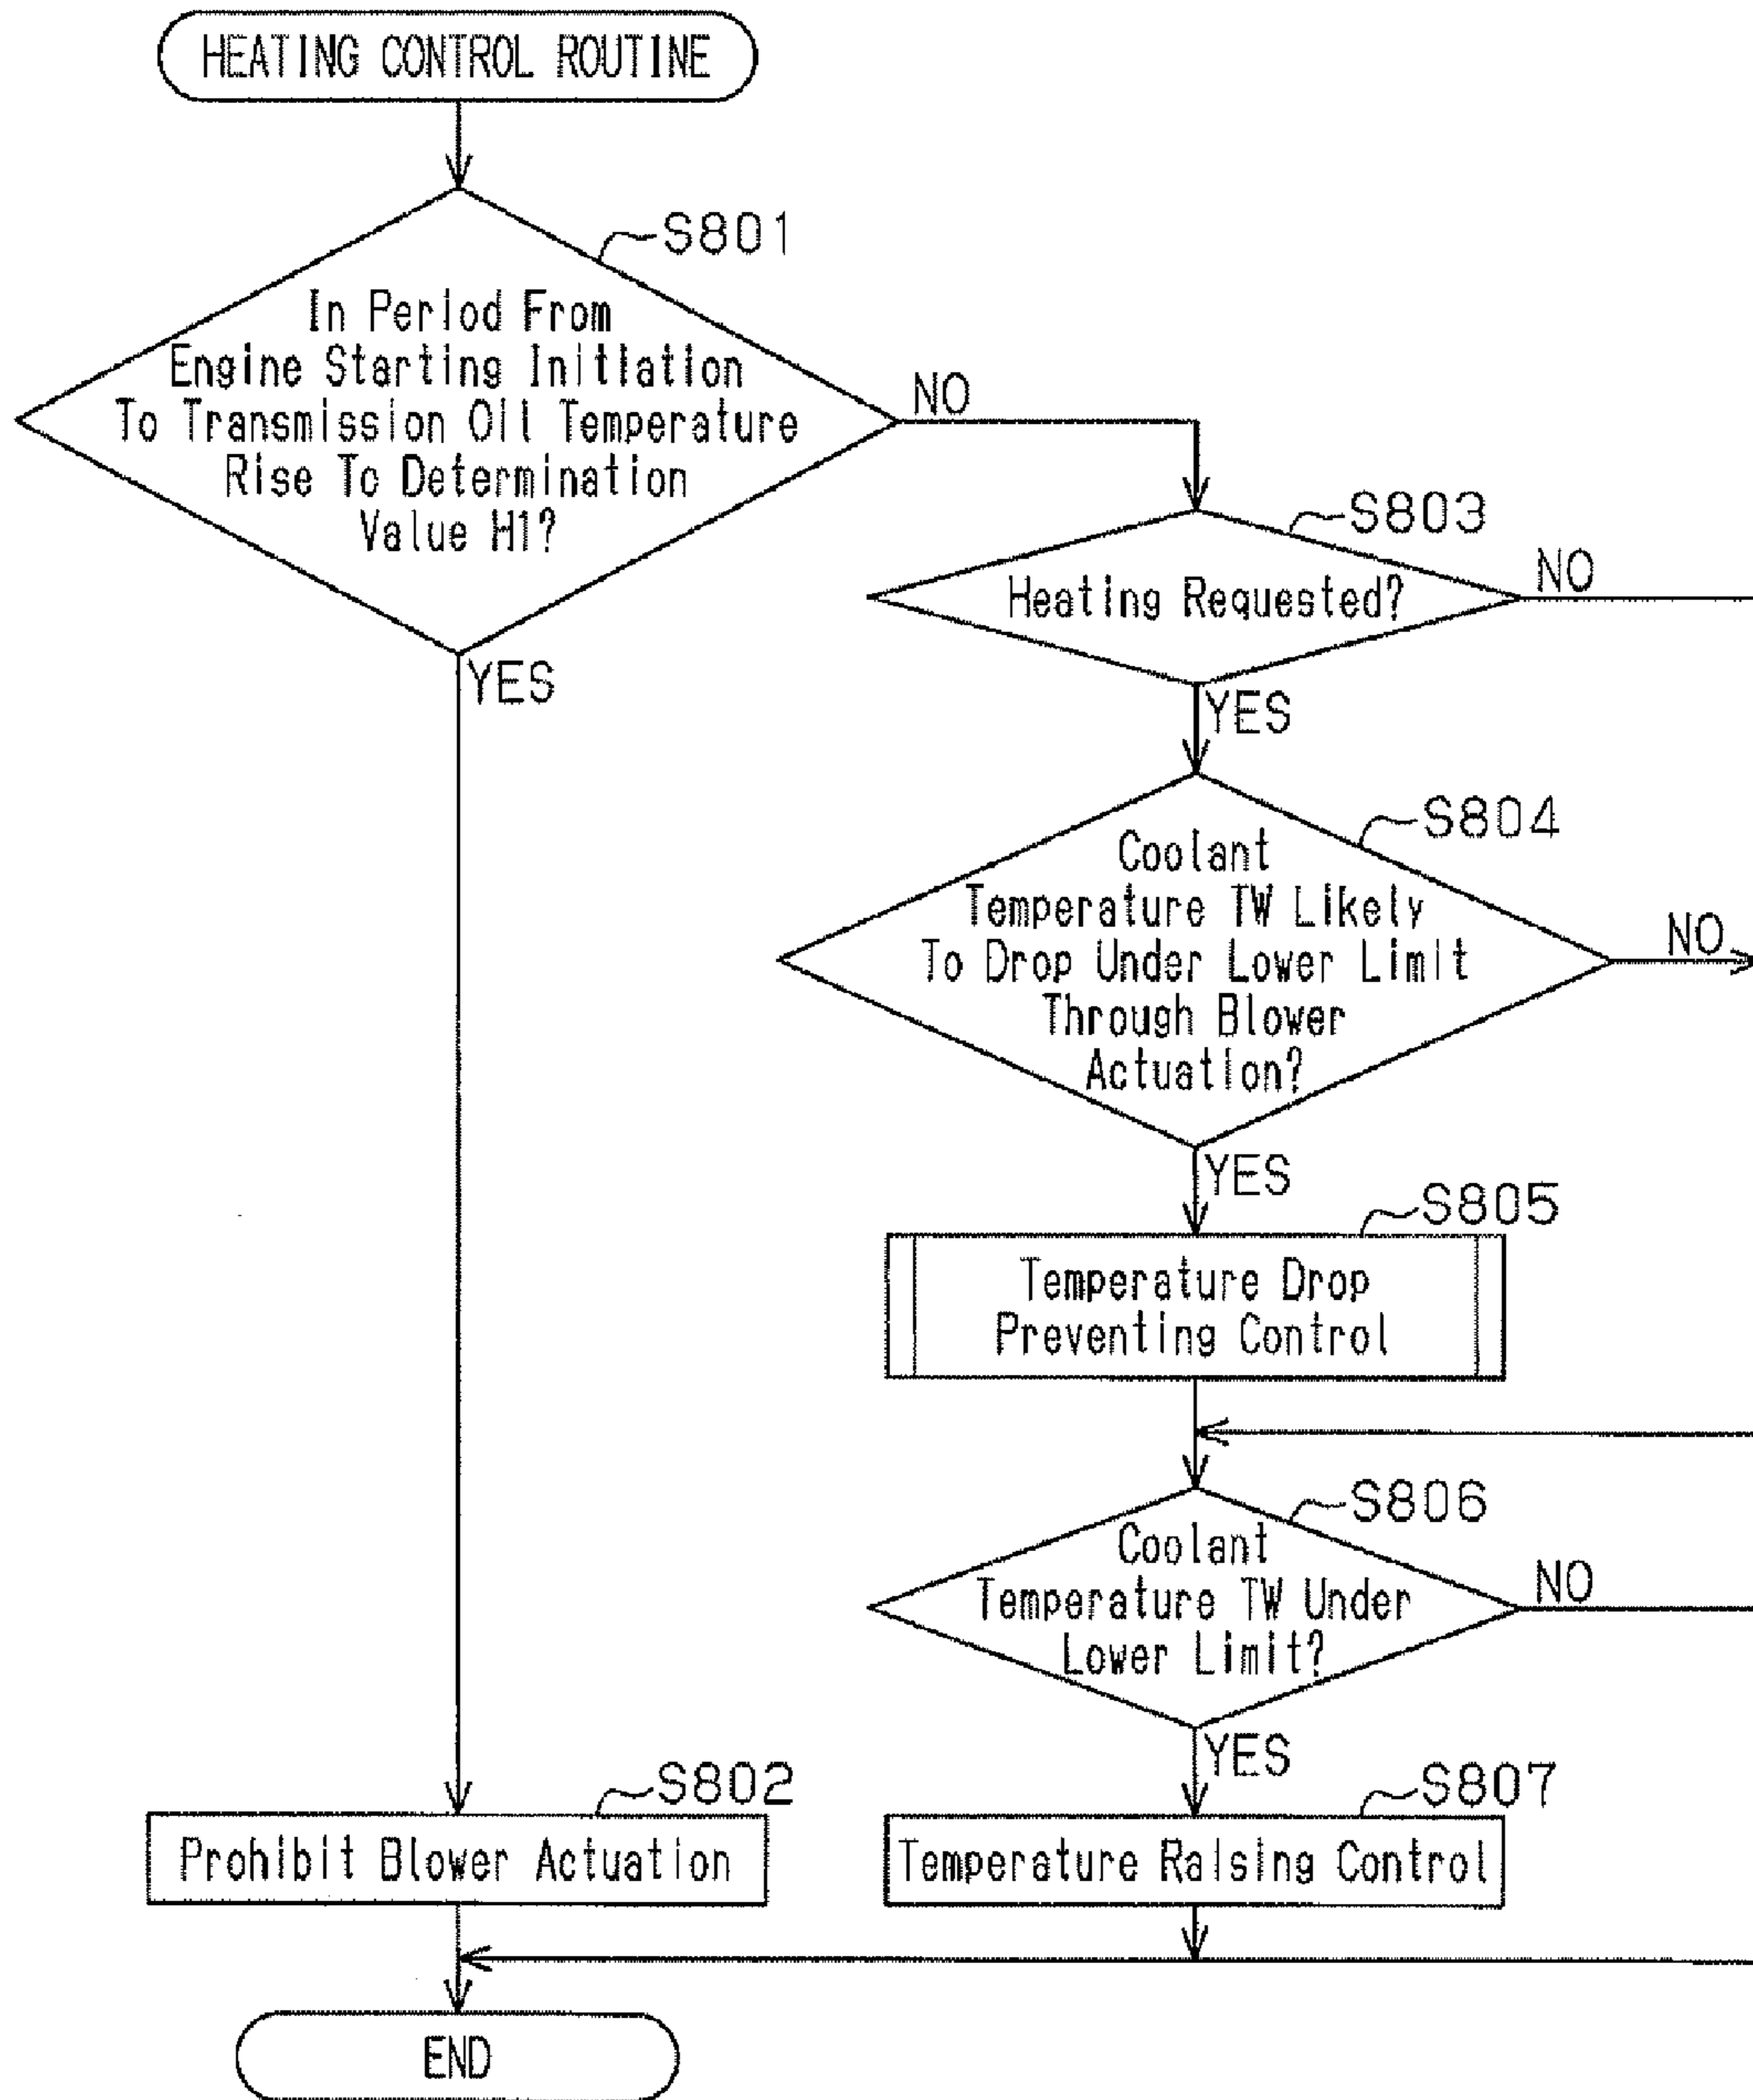 HEATING CONTROL ROUTINE
S801
In Period From
Engine Starting Initiation
To Transmission Oil Temperature
Rise To Determination
Value H1?
NO
YES
S803
Heating Requested?
NO
YES
S804
Coolant
Temperature TW Likely
To Drop Under Lower Limit
Through Blower
Actuation?
NO
YES
S805
Temperature Drop
Preventing Control
S806
Coolant
Temperature TW Under
Lower Limit?
NO
YES
S802
Prohibit Blower Actuation
S807
Temperature Raising Control
END